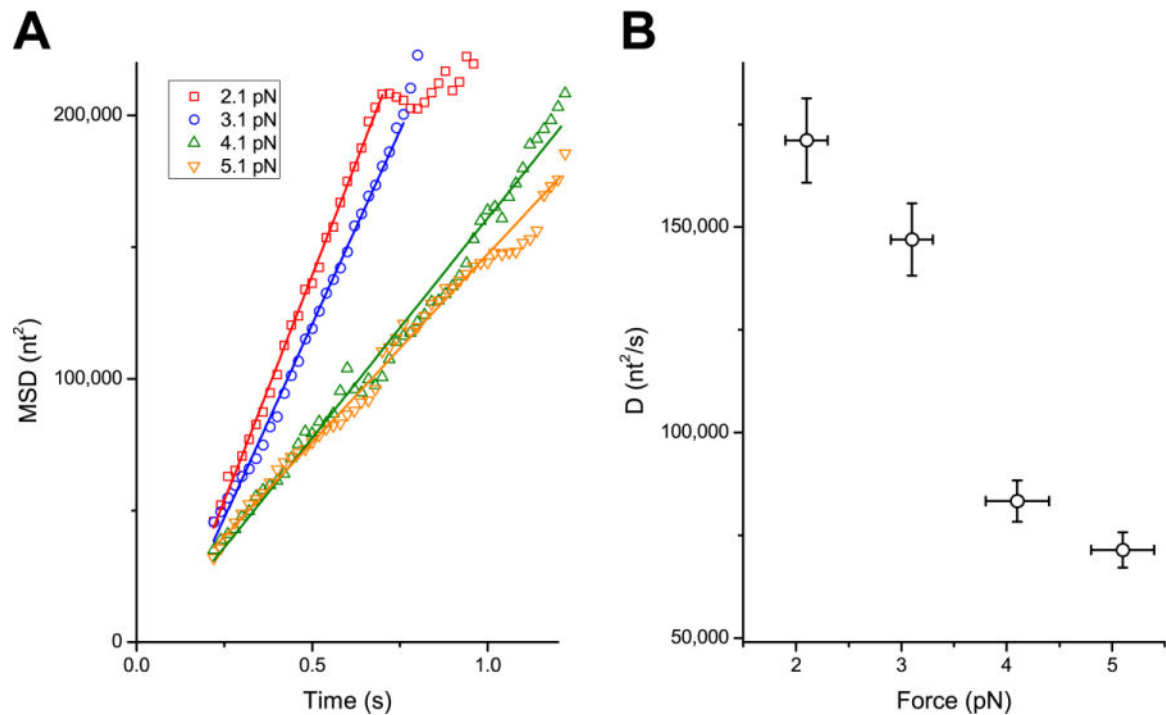 A
2.1 pN
3.1 pN
4.1 pN
5.1 pN
200,000
100,000
0
MSD (nt²)
0.0
0.5
1.0
Time (s)
B
150,000
100,000
50,000
D (nt²/s)
2
3
4
5
Force (pN)